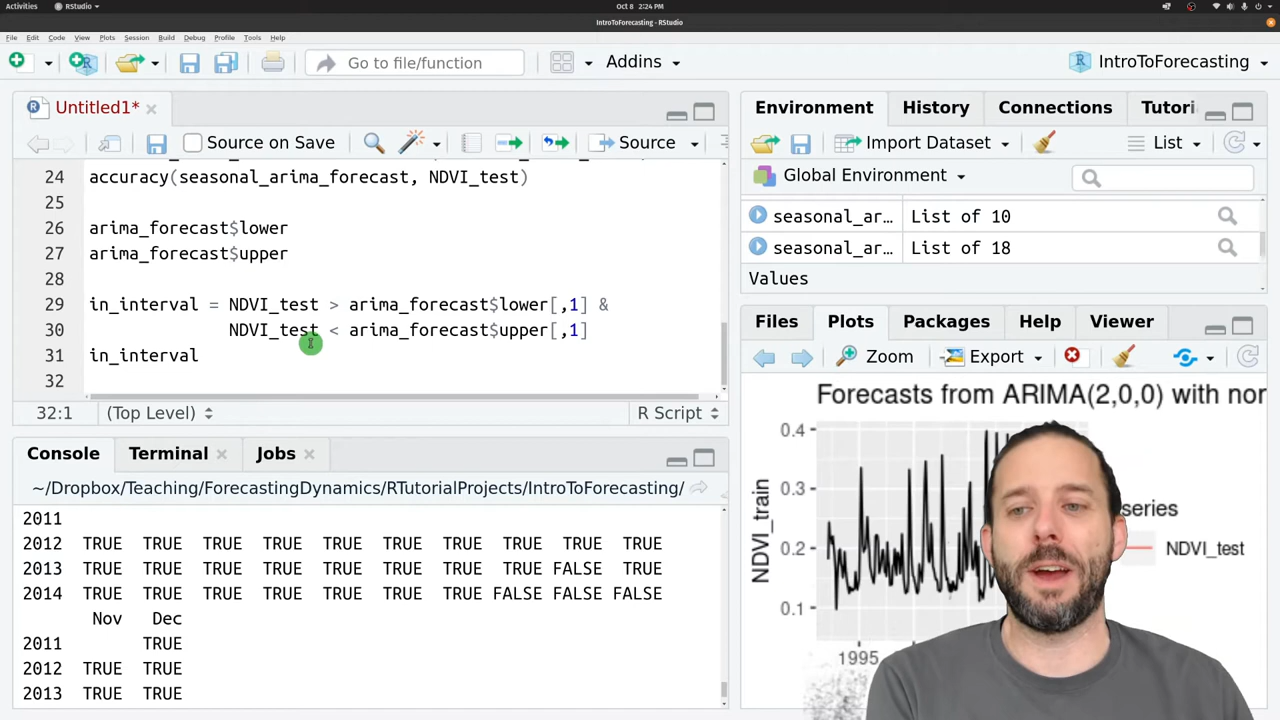 Activities RStudio Oct 8 2:24 PM
IntroToForecasting - RStudio
File Edit Code View Plots Session Build Debug Profile Tools Help
Go to file/function Addins IntroToForecasting
Untitled1*
Source on Save Source
24 accuracy(seasonal_arima_forecast, NDVI_test)
25
26 arima_forecast$lower
27 arima_forecast$upper
28
29 in_interval = NDVI_test > arima_forecast$lower[,1] &
30 NDVI_test < arima_forecast$upper[,1]
31 in_interval
32
32:1 (Top Level) R Script
Console Terminal Jobs
~/Dropbox/Teaching/ForecastingDynamics/RTutorialProjects/IntroToForecasting/
2011
2012 TRUE TRUE TRUE TRUE TRUE TRUE TRUE TRUE TRUE TRUE
2013 TRUE TRUE TRUE TRUE TRUE TRUE TRUE TRUE FALSE TRUE
2014 TRUE TRUE TRUE TRUE TRUE TRUE TRUE FALSE FALSE FALSE
Nov Dec
2011 TRUE
2012 TRUE TRUE
2013 TRUE TRUE
Environment History Connections Tutori
Import Dataset List
Global Environment
seasonal_ar… List of 10
seasonal_ar… List of 18
Values
Files Plots Packages Help Viewer
Zoom Export
Forecasts from ARIMA(2,0,0) with nor
0.4
0.3
0.2
0.1
NDVI_train
1995
series
NDVI_test